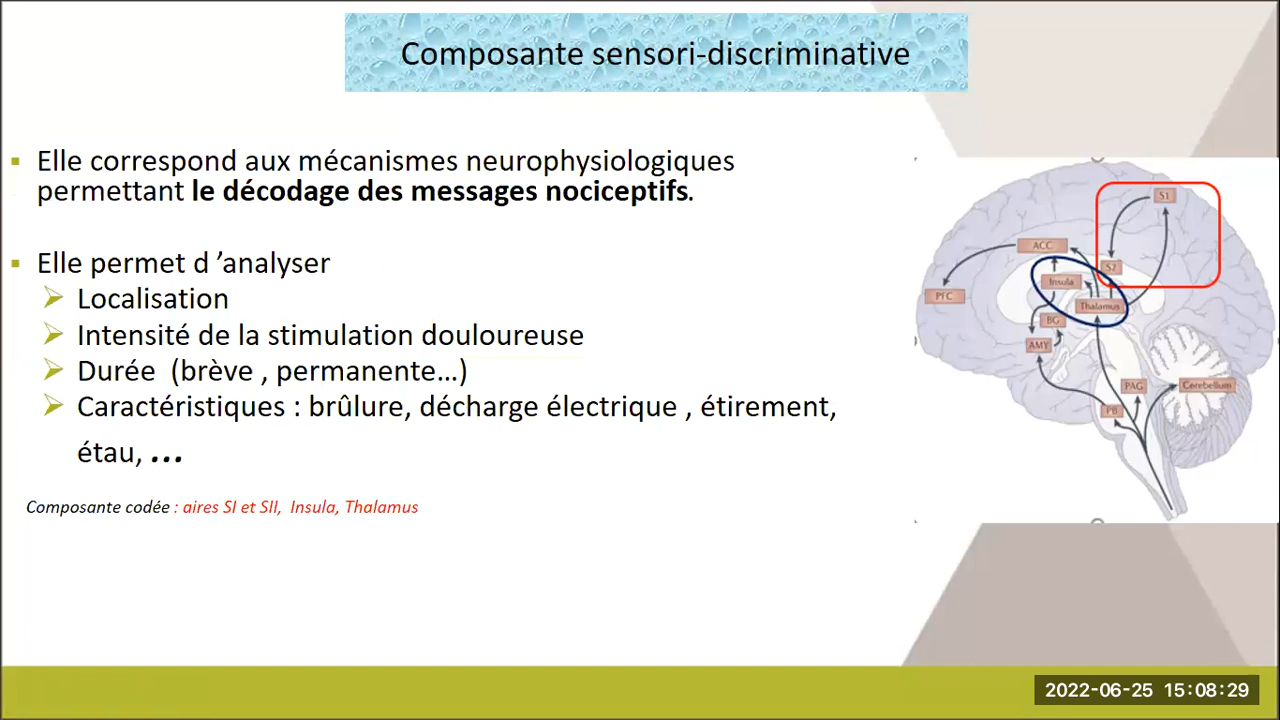 Composante sensori-discriminative
Elle correspond aux mécanismes neurophysiologiques
permettant le décodage des messages nociceptifs.
Elle permet d ’analyser
Localisation
Intensité de la stimulation douloureuse
Durée (brève , permanente...)
Caractéristiques : brûlure, décharge électrique , étirement,
étau, ...
Composante codée : aires SI et SII, Insula, Thalamus
S1
ACC
S2
Insula
PFC
Thalamus
BG
AMY
PAG
Cerebellum
PB
2022-06-25 15:08:29